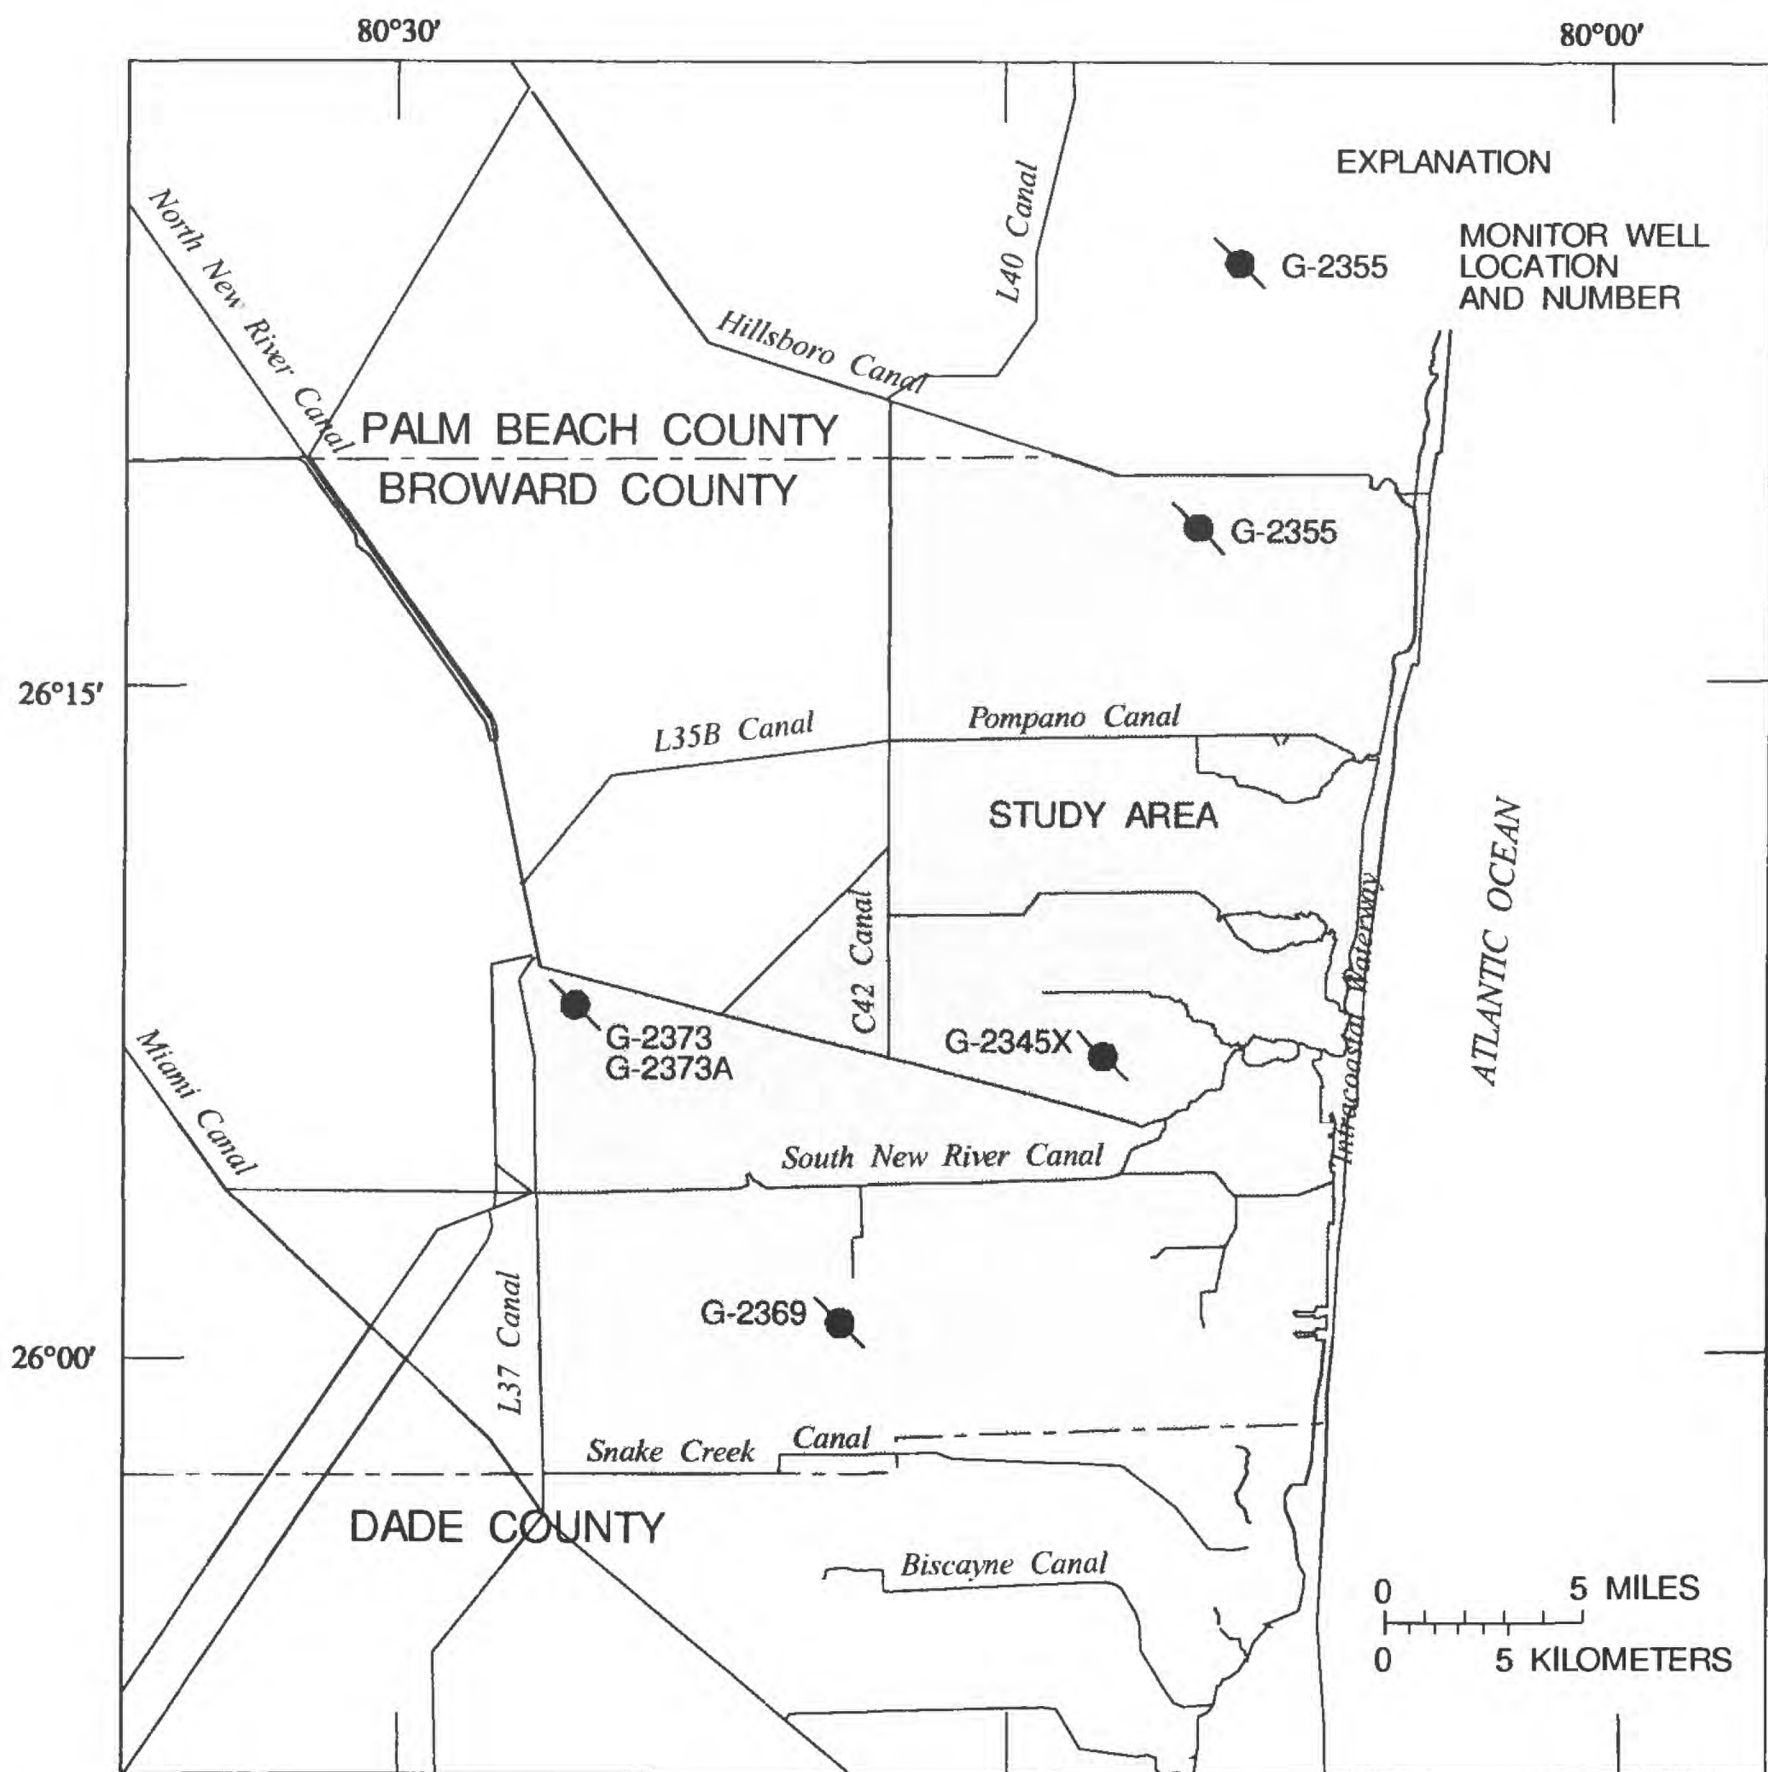 80°30′
80°00′
EXPLANATION
MONITOR WELL
LOCATION
AND NUMBER
G-2355
North New River Canal
L40 Canal
Hillsboro Canal
PALM BEACH COUNTY
BROWARD COUNTY
G-2355
26°15′
L35B Canal
Pompano Canal
STUDY AREA
ATLANTIC OCEAN
Intracoastal Waterway
C42 Canal
G-2373
G-2373A
G-2345X
Miami Canal
South New River Canal
G-2369
L37 Canal
26°00′
Snake Creek Canal
DADE COUNTY
Biscayne Canal
0 5 MILES
0 5 KILOMETERS